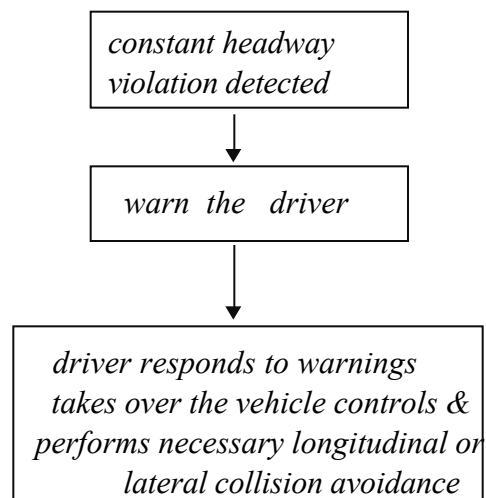 constant headway
violation detected
warn the driver
driver responds to warnings
takes over the vehicle controls &
performs necessary longitudinal or
lateral collision avoidance